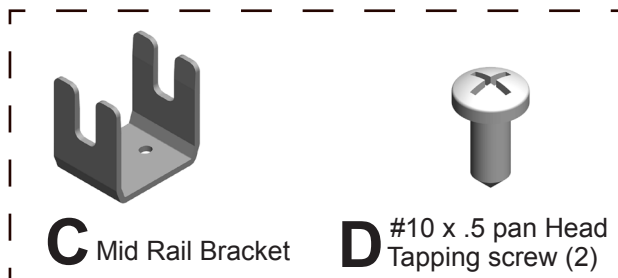 C Mid Rail Bracket
D #10 x .5 pan Head
Tapping screw (2)